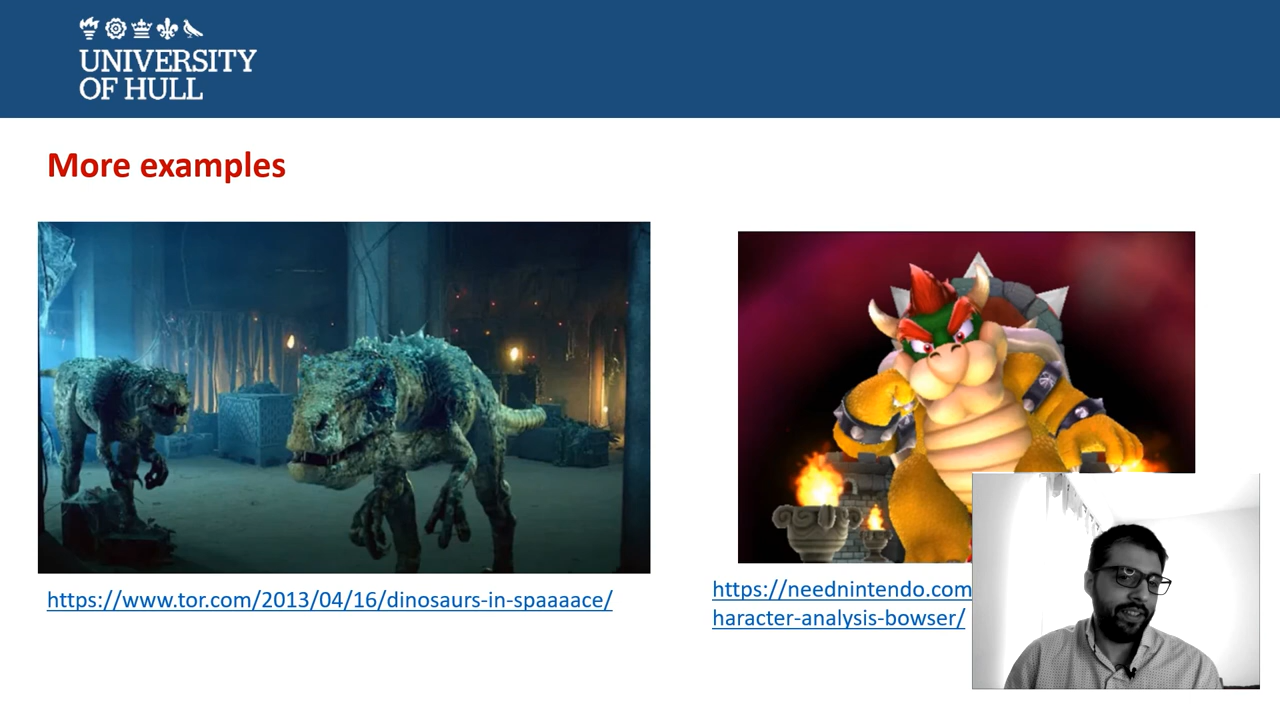 UNIVERSITY
OF HULL
More examples
https://www.tor.com/2013/04/16/dinosaurs-in-spaaaace/
https://neednintendo.com
haracter-analysis-bowser/